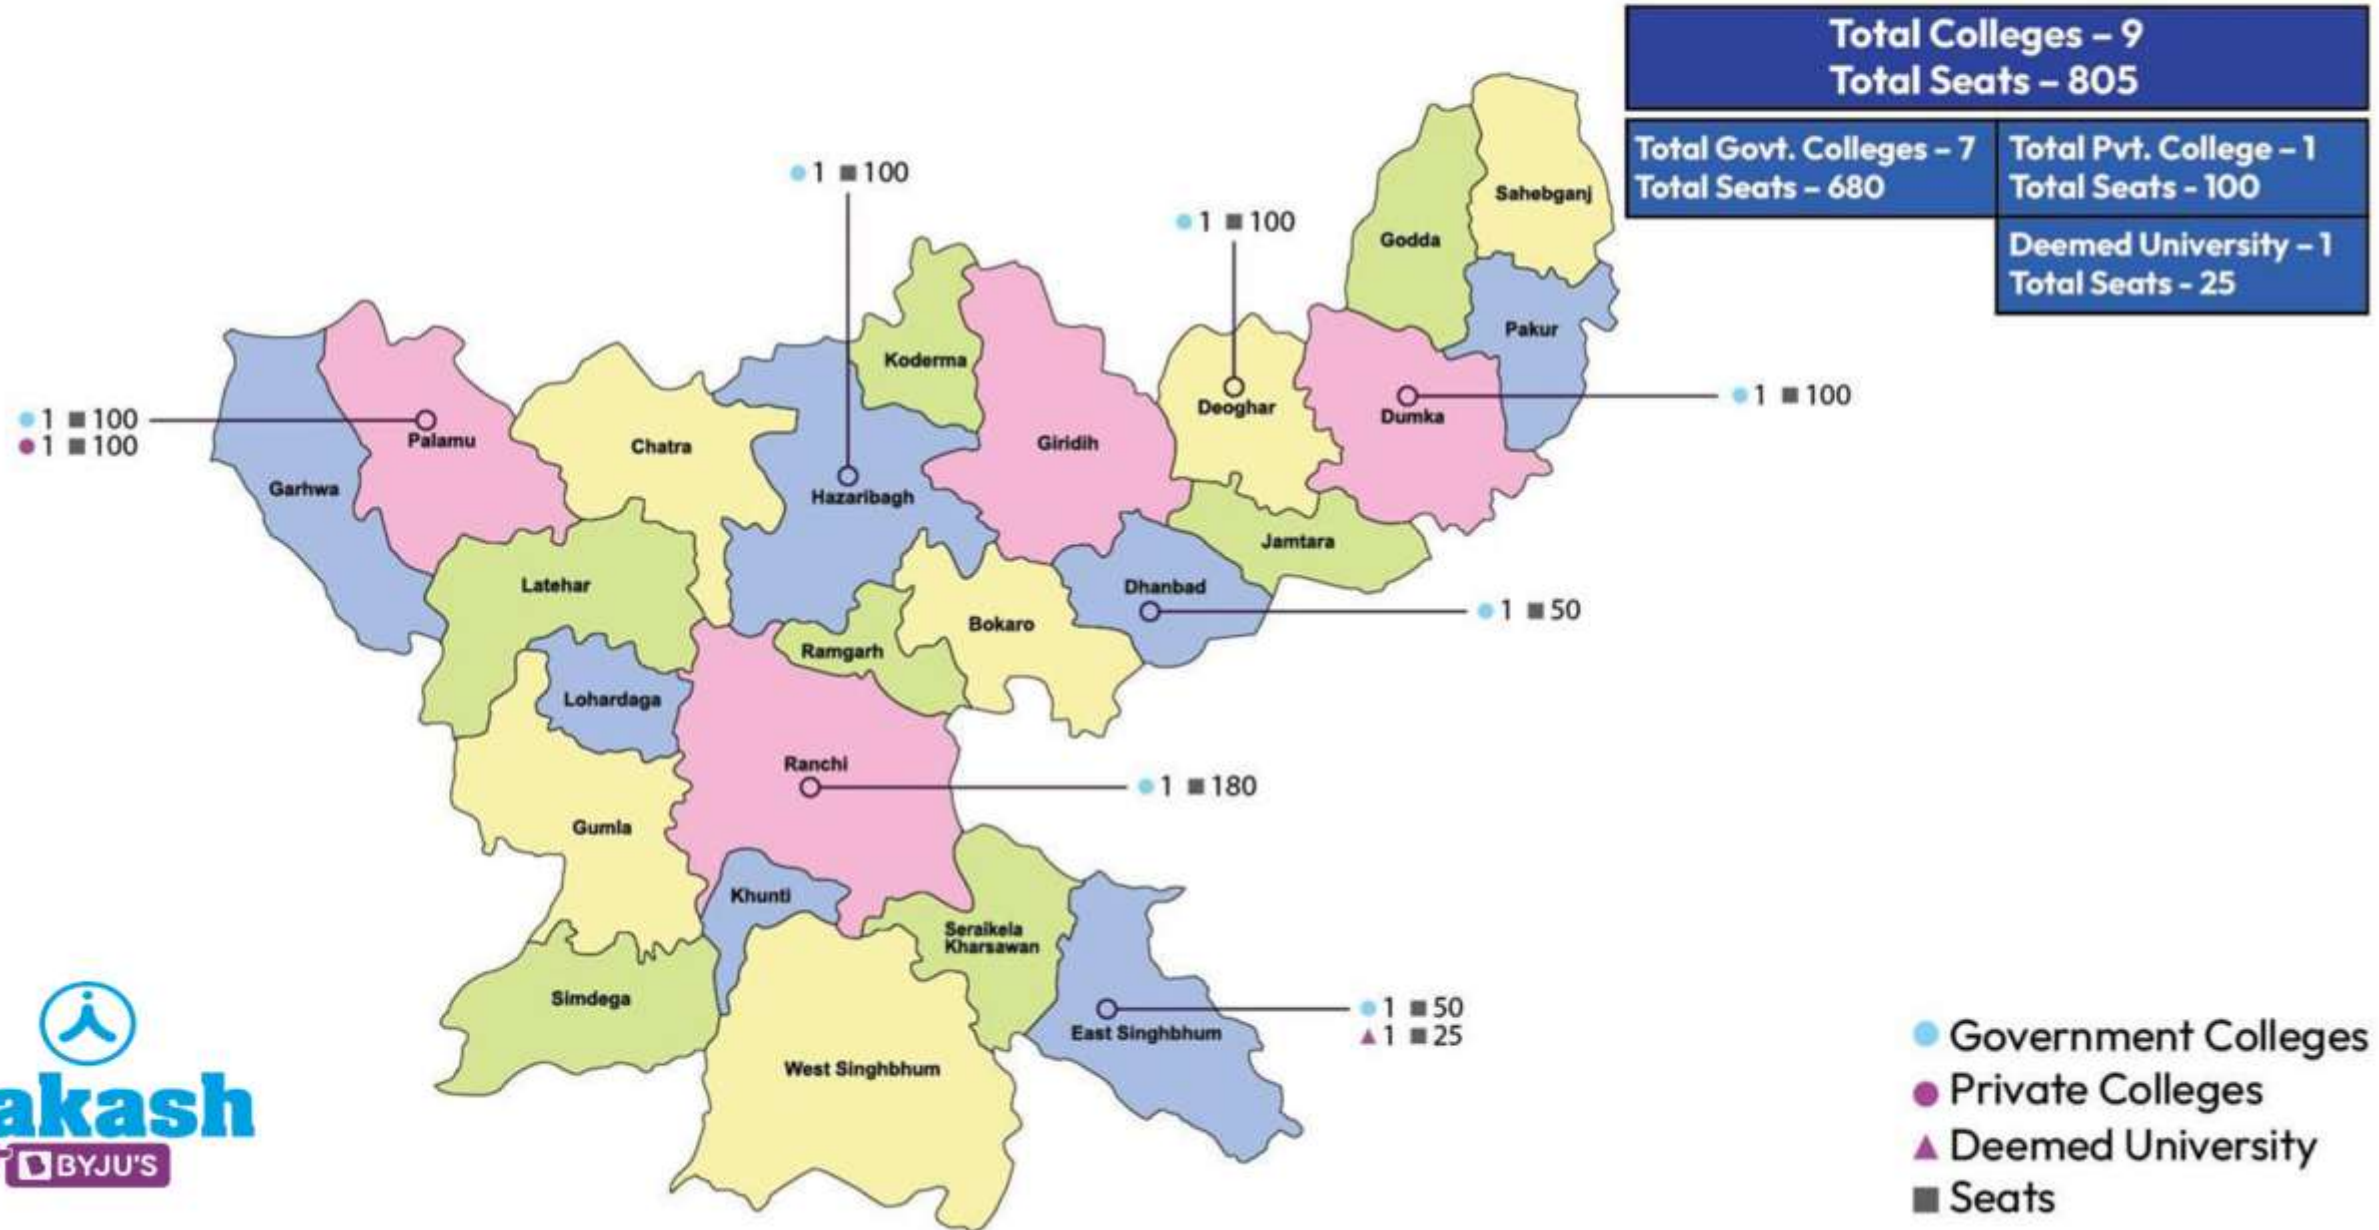 Total Colleges – 9
Total Seats – 805
Total Govt. Colleges – 7
Total Seats – 680
Total Pvt. College – 1
Total Seats - 100
Deemed University – 1
Total Seats - 25
1 100
1 100
Sahebganj
Godda
Pakur
Koderma
Deoghar
Dumka
1 100
1 100
1 100
Palamu
Chatra
Giridih
Garhwa
Hazaribagh
Jamtara
Latehar
Dhanbad
1 50
Bokaro
Ramgarh
Lohardaga
Ranchi
1 180
Gumla
Khunti
Seraikela
Kharsawan
Simdega
East Singhbhum
1 50
1 25
West Singhbhum
akash
BYJU'S
Government Colleges
Private Colleges
Deemed University
Seats